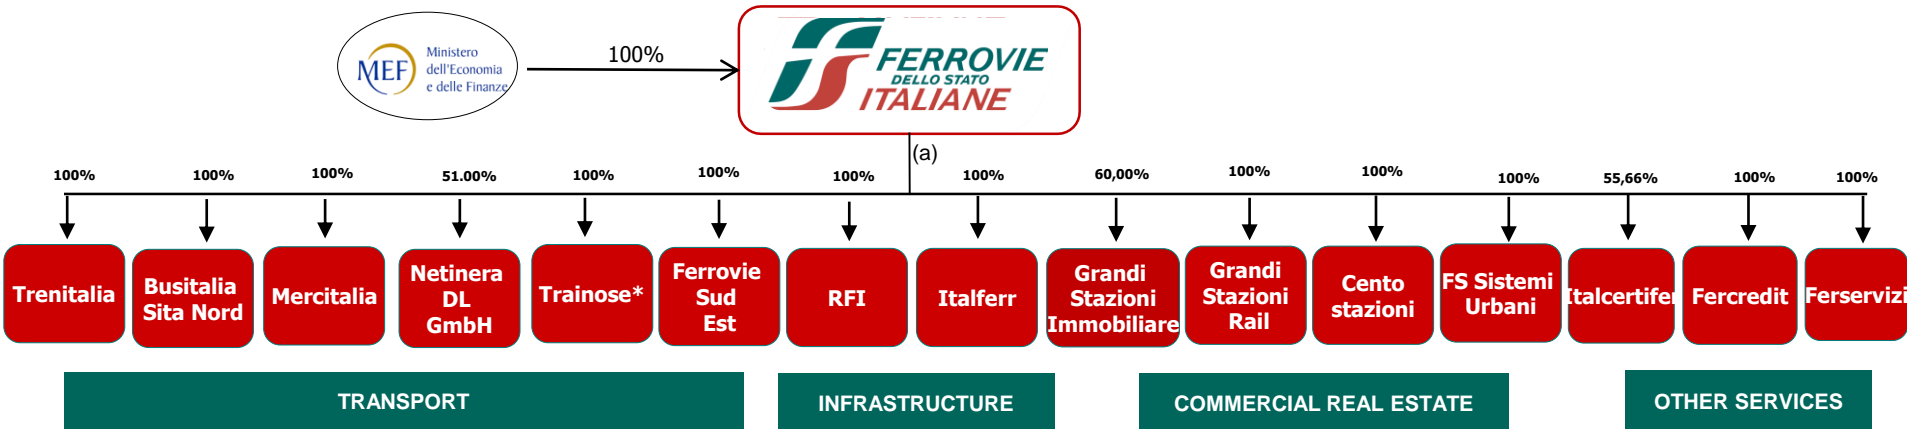 MEF
Ministero
dell'Economia
e delle Finanze
100%
FERROVIE
DELLO STATO
ITALIANE
(a)
100%
100%
100%
51.00%
100%
100%
100%
100%
60,00%
100%
100%
100%
55,66%
100%
100%
Trenitalia
Busitalia
Sita Nord
Mercitalia
Netinera
DL
GmbH
Trainose*
Ferrovie
Sud
Est
RFI
Italferr
Grandi
Stazioni
Immobiliare
Grandi
Stazioni
Rail
Cento
stazioni
FS Sistemi
Urbani
Italcertifer
Fercredit
Ferservizi
TRANSPORT
INFRASTRUCTURE
COMMERCIAL REAL ESTATE
OTHER SERVICES